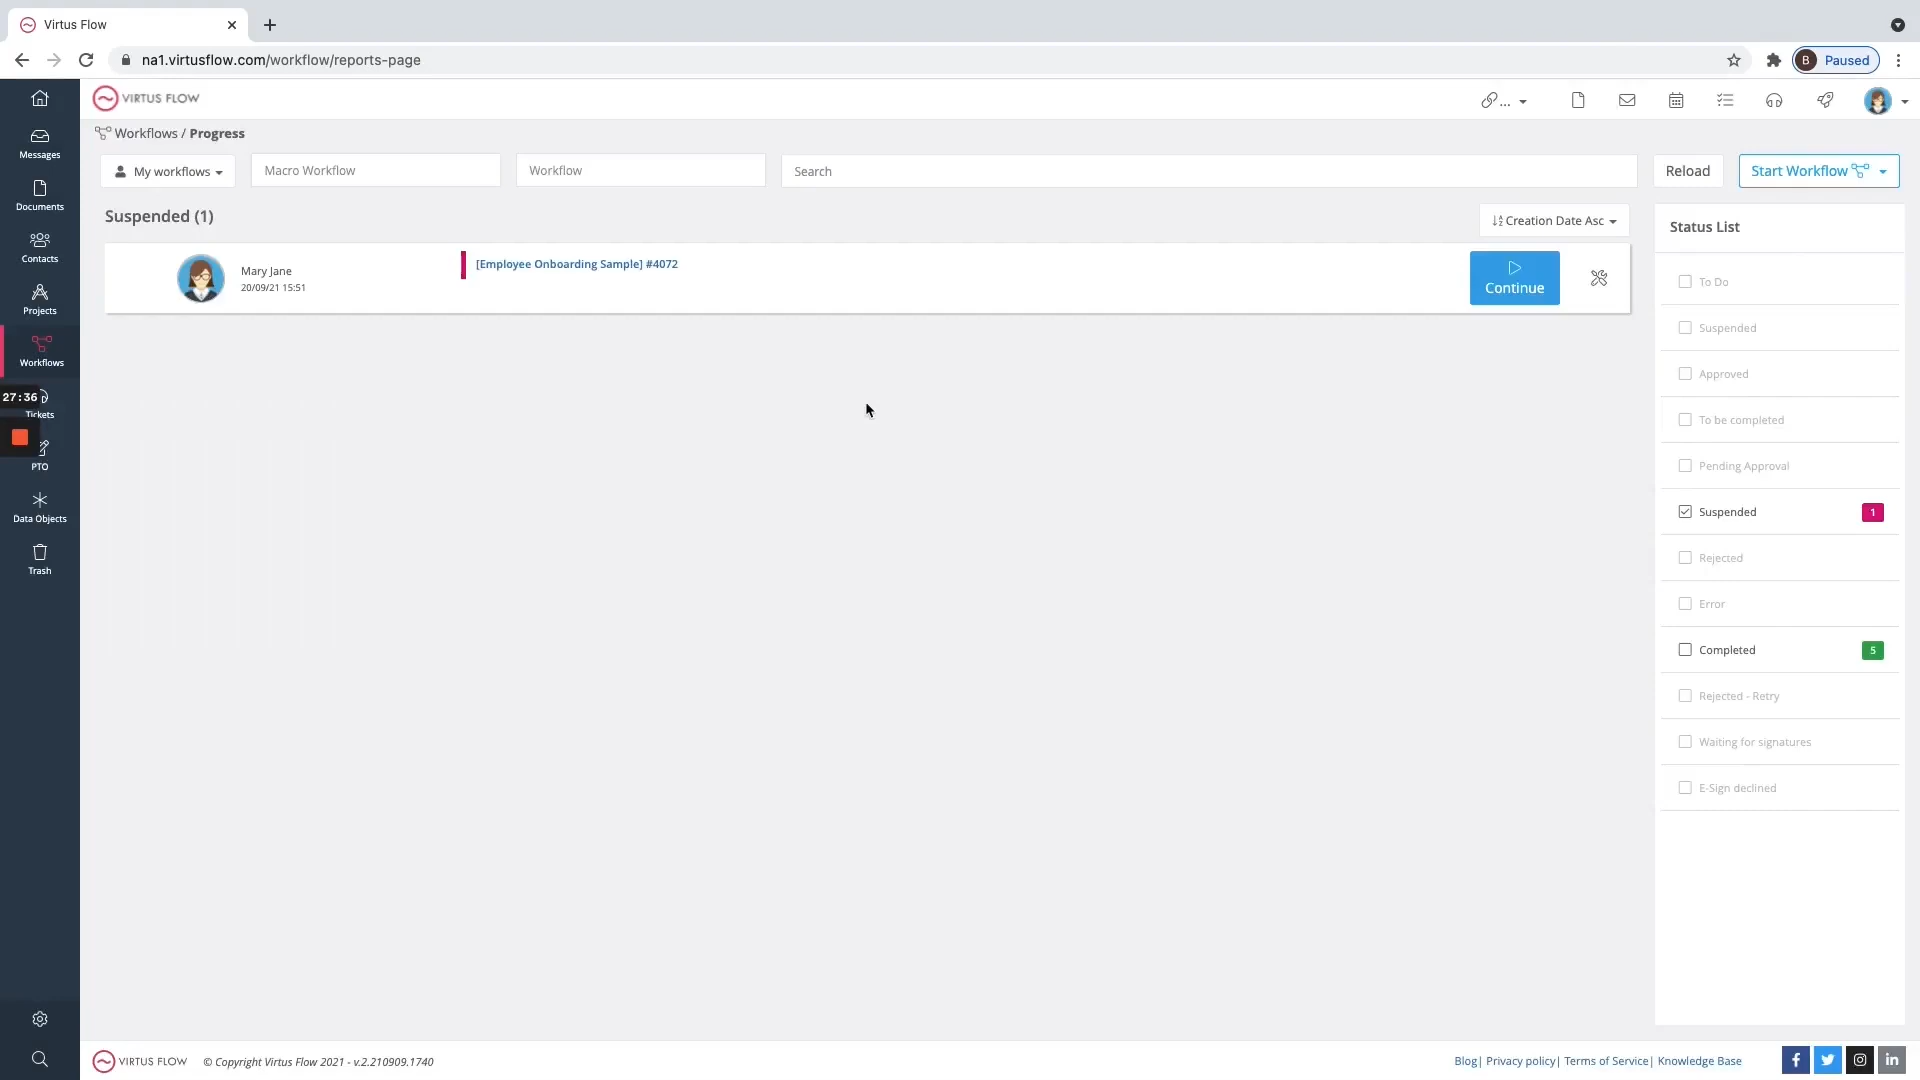 Virtus Flow
na1.virtusflow.com/workflow/reports-page
B Paused
VIRTUS FLOW
...
Workflows / Progress
My workflows
Macro Workflow
Workflow
Search
Reload
Start Workflow
Suspended (1)
Creation Date Asc
Mary Jane
20/09/21 15:51
[Employee Onboarding Sample] #4072
Continue
Status List
To Do
Suspended
Approved
To be completed
Pending Approval
Suspended 1
Rejected
Error
Completed 5
Rejected - Retry
Waiting for signatures
E-Sign declined
Messages
Documents
Contacts
Projects
Workflows
27:36
Tickets
PTO
Data Objects
Trash
VIRTUS FLOW © Copyright Virtus Flow 2021 - v.2.210909.1740
Blog| Privacy policy| Terms of Service| Knowledge Base